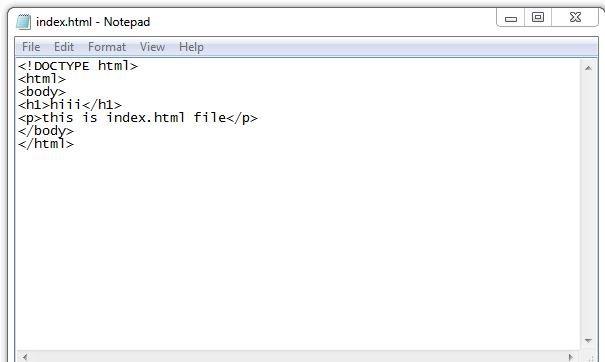 index.html - Notepad
File Edit Format View Help
<!DOCTYPE html>
<html>
<body>
<h1>hiii</h1>
<p>this is index.html file</p>
</body>
</html>